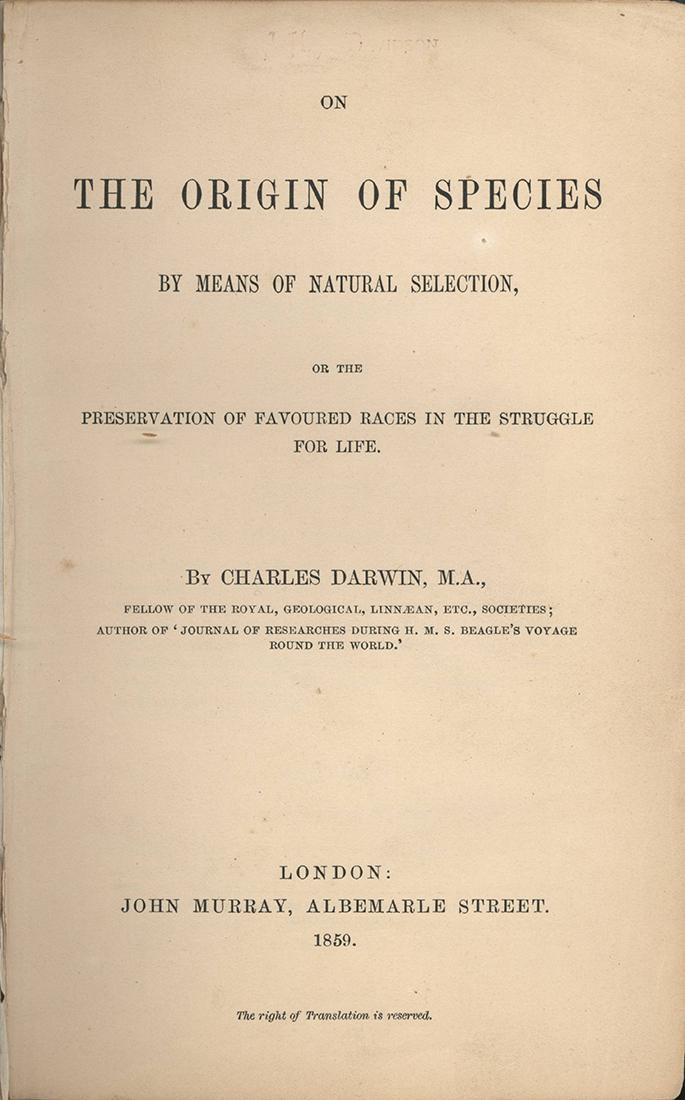 ON
THE ORIGIN OF SPECIES
BY MEANS OF NATURAL SELECTION,
OR THE
PRESERVATION OF FAVOURED RACES IN THE STRUGGLE
FOR LIFE.
By CHARLES DARWIN, M.A.,
FELLOW OF THE ROYAL, GEOLOGICAL, LINNÆAN, ETC., SOCIETIES;
AUTHOR OF ‘JOURNAL OF RESEARCHES DURING H. M. S. BEAGLE’S VOYAGE
ROUND THE WORLD.’
LONDON:
JOHN MURRAY, ALBEMARLE STREET.
1859.
The right of Translation is reserved.